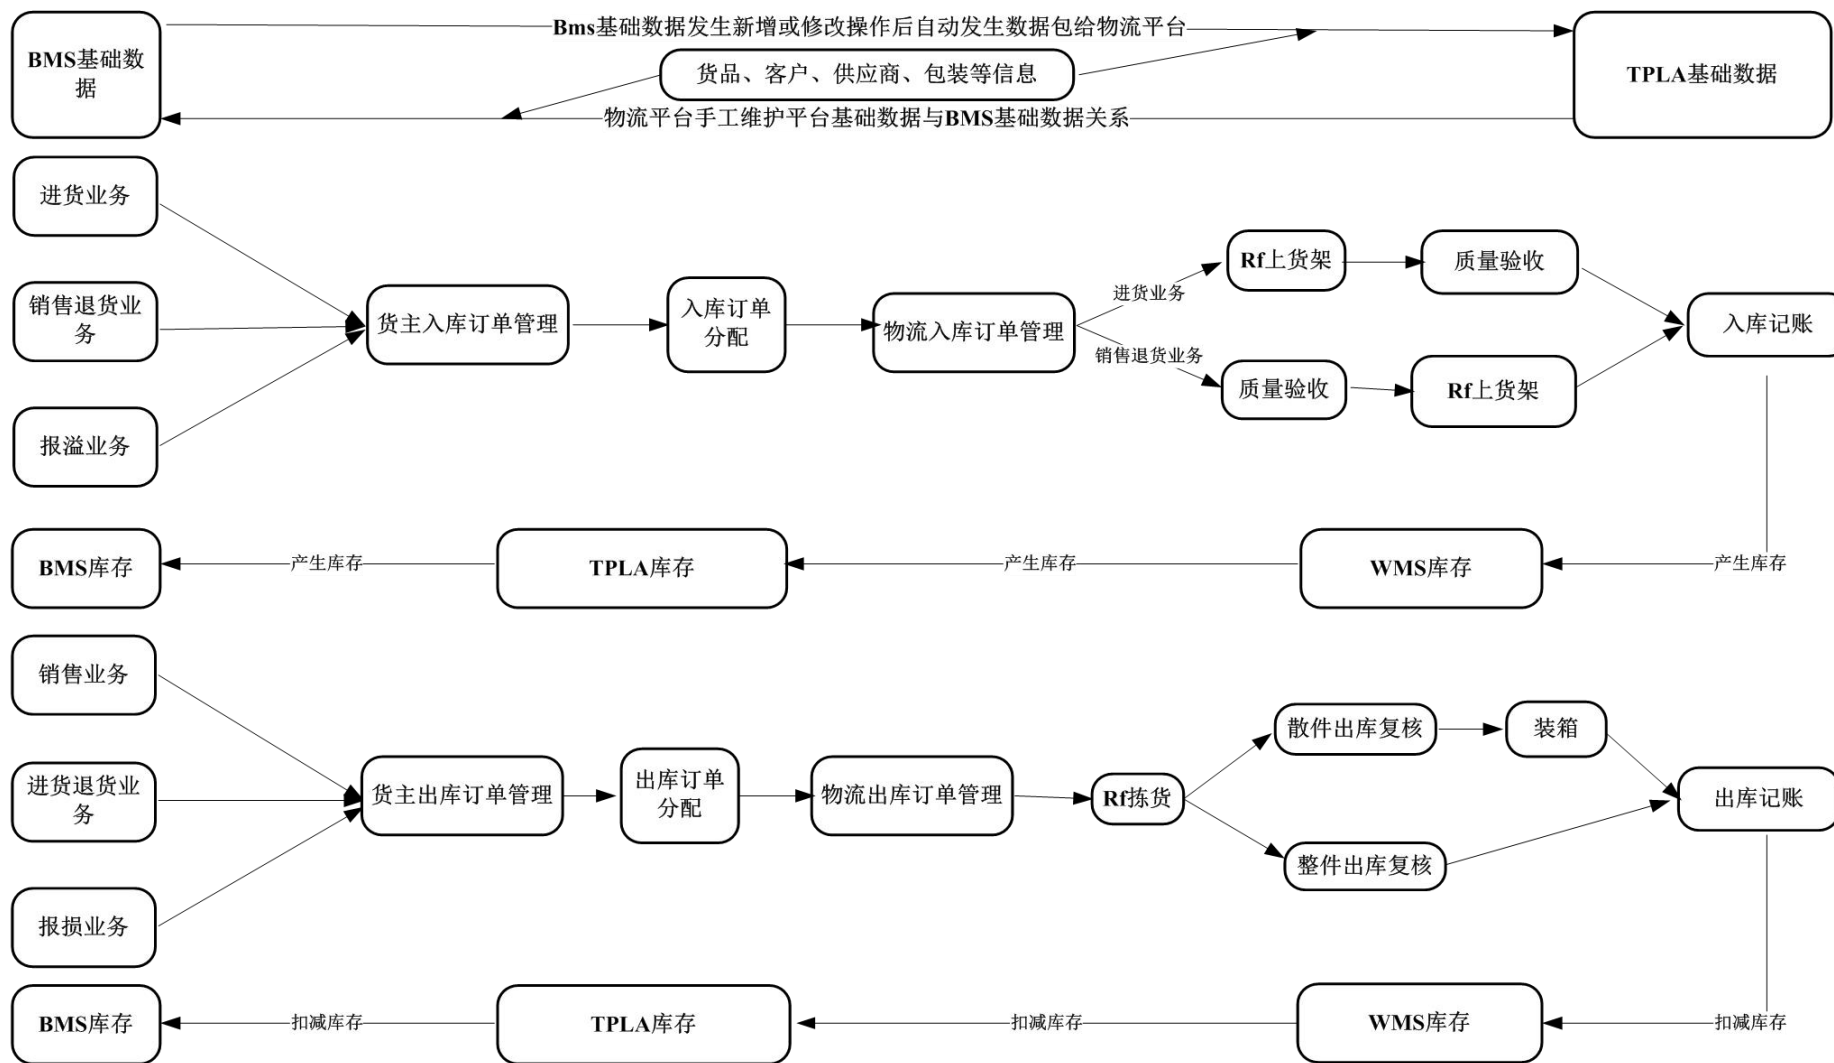 Bms基础数据发生新增或修改操作后自动发生数据包给物流平台
BMS基础数
据
货品、客户、供应商、包装等信息
TPLA基础数据
物流平台手工维护平台基础数据与BMS基础数据关系
进货业务
销售退货业
务
报溢业务
货主入库订单管理
入库订单
分配
物流入库订单管理
进货业务
销售退货业务
Rf上货架
质量验收
质量验收
Rf上货架
入库记账
BMS库存
产生库存
TPLA库存
产生库存
WMS库存
产生库存
销售业务
进货退货业
务
报损业务
货主出库订单管理
出库订单
分配
物流出库订单管理
Rf拣货
散件出库复核
装箱
整件出库复核
出库记账
BMS库存
扣减库存
TPLA库存
扣减库存
WMS库存
扣减库存